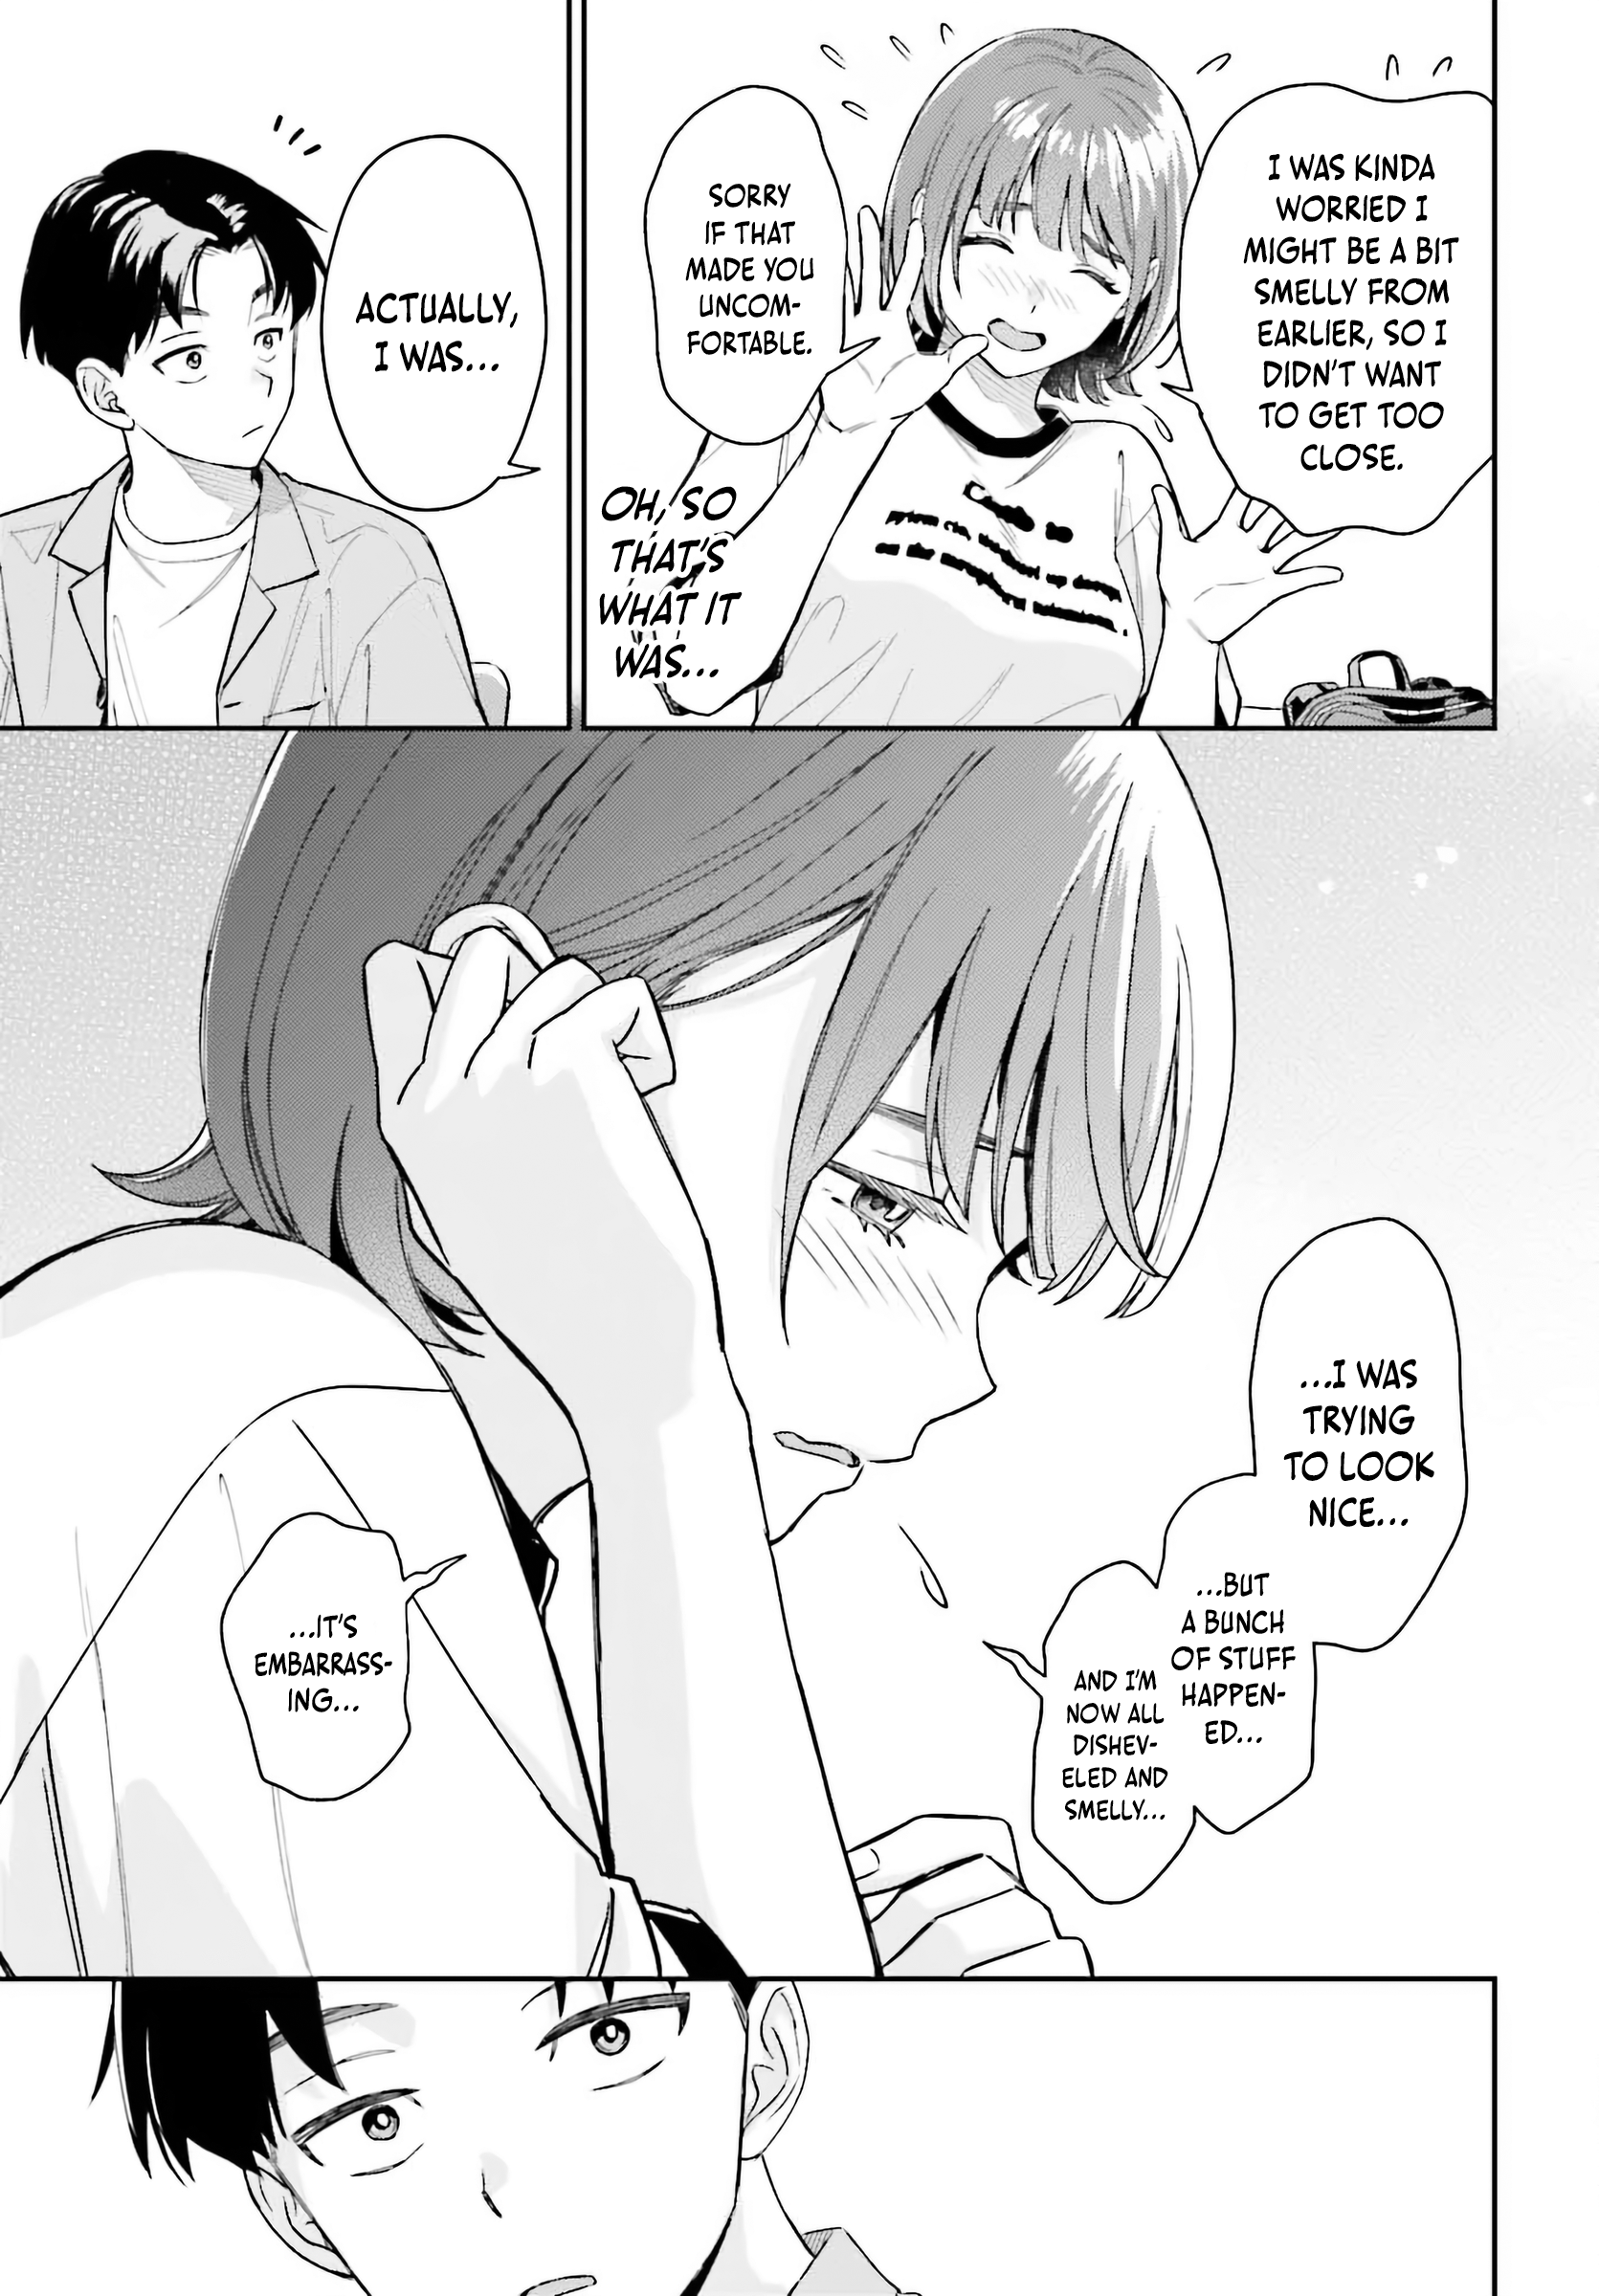 I WAS KINDA
WORRIED I
MIGHT BE A BIT
SMELLY FROM
EARLIER, SO I
DIDN'T WANT
TO GET TOO
CLOSE.
SORRY
IF THAT
MADE YOU
UNCOM-
FORTABLE.
OH, SO
THAT'S
WHAT IT
WAS...
ACTUALLY,
I WAS...
...I WAS
TRYING
TO LOOK
NICE...
...BUT
A BUNCH
OF STUFF
HAPPEN-
ED...
AND I'M
NOW ALL
DISHEV-
ELED AND
SMELLY...
...IT'S
EMBARRASS-
ING...